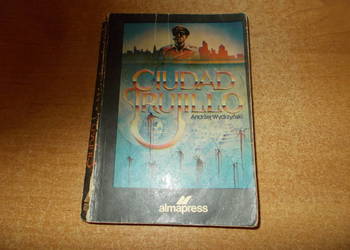 CIUDAD
TRUJILLO
Andrzej Wydrzyński
almapress